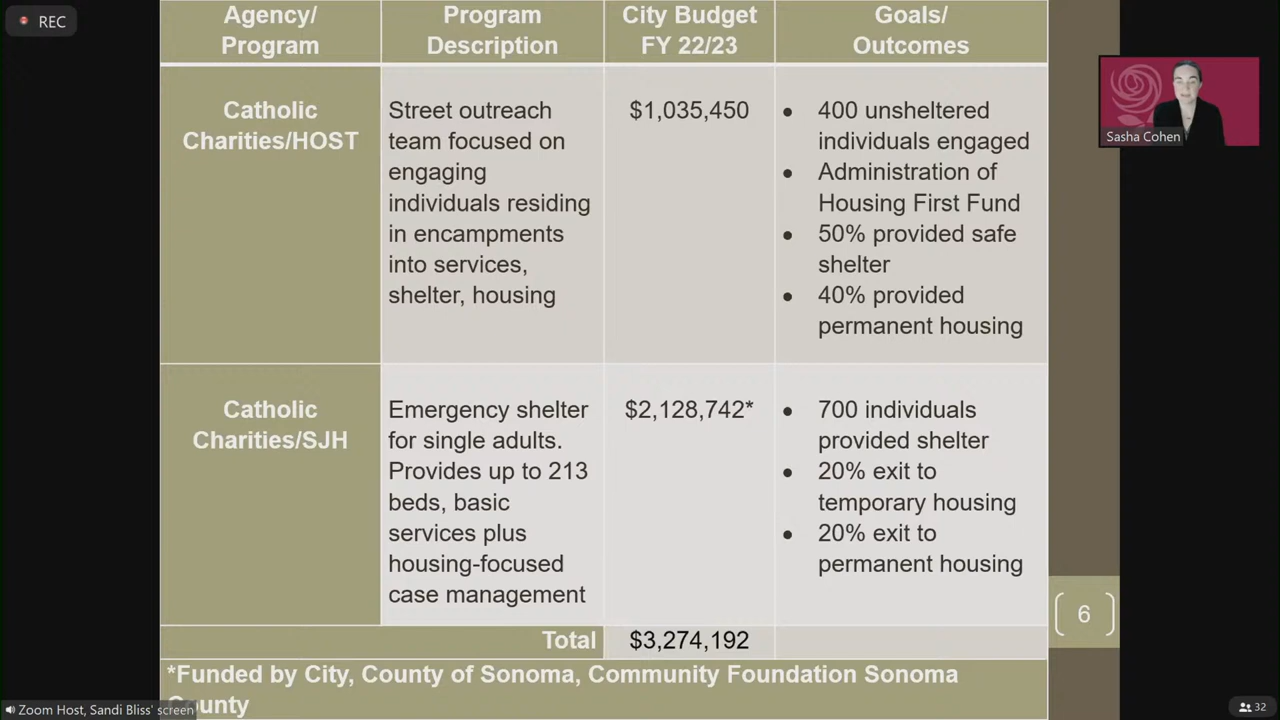 REC
Agency/
Program
Program
Description
City Budget
FY 22/23
Goals/
Outcomes
Catholic
Charities/HOST
Street outreach
team focused on
engaging
individuals residing
in encampments
into services,
shelter, housing
$1,035,450
• 400 unsheltered
individuals engaged
• Administration of
Housing First Fund
• 50% provided safe
shelter
• 40% provided
permanent housing
Catholic
Charities/SJH
Emergency shelter
for single adults.
Provides up to 213
beds, basic
services plus
housing-focused
case management
$2,128,742*
• 700 individuals
provided shelter
• 20% exit to
temporary housing
• 20% exit to
permanent housing
Total
$3,274,192
*Funded by City, County of Sonoma, Community Foundation Sonoma
County
6
Sasha Cohen
Zoom Host, Sandi Bliss' screen
32